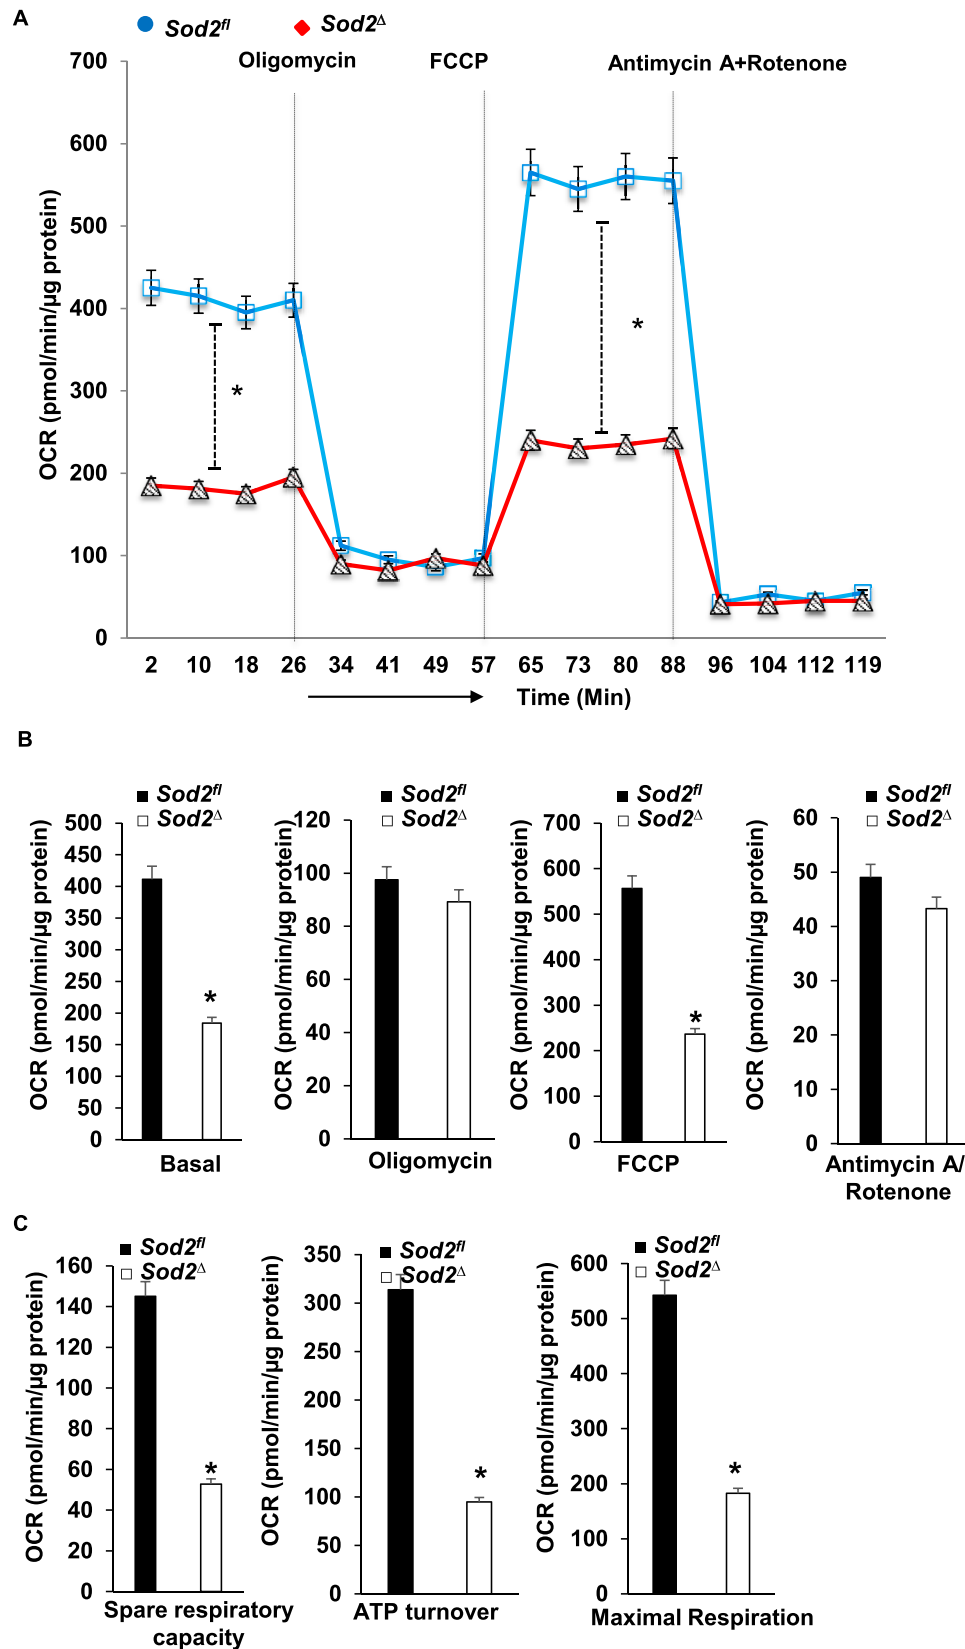 A
Sod2fl
Sod2Δ
Oligomycin
FCCP
Antimycin A+Rotenone
OCR (pmol/min/µg protein)
700
600
500
400
300
200
100
0
*
*
2 10 18 26 34 41 49 57 65 73 80 88 96 104 112 119
Time (Min)
B
Sod2fl
Sod2Δ
OCR (pmol/min/µg protein)
500
450
400
350
300
250
200
150
100
50
0
*
Basal
Sod2fl
Sod2Δ
OCR (pmol/min/µg protein)
120
100
80
60
40
20
0
Oligomycin
Sod2fl
Sod2Δ
OCR (pmol/min/µg protein)
700
600
500
400
300
200
100
0
*
FCCP
Sod2fl
Sod2Δ
OCR (pmol/min/µg protein)
60
50
40
30
20
10
0
Antimycin A/
Rotenone
C
Sod2fl
Sod2Δ
OCR (pmol/min/µg protein)
160
140
120
100
80
60
40
20
0
*
Spare respiratory
capacity
Sod2fl
Sod2Δ
OCR (pmol/min/µg protein)
350
300
250
200
150
100
50
0
*
ATP turnover
Sod2fl
Sod2Δ
OCR (pmol/min/µg protein)
600
500
400
300
200
100
0
*
Maximal Respiration